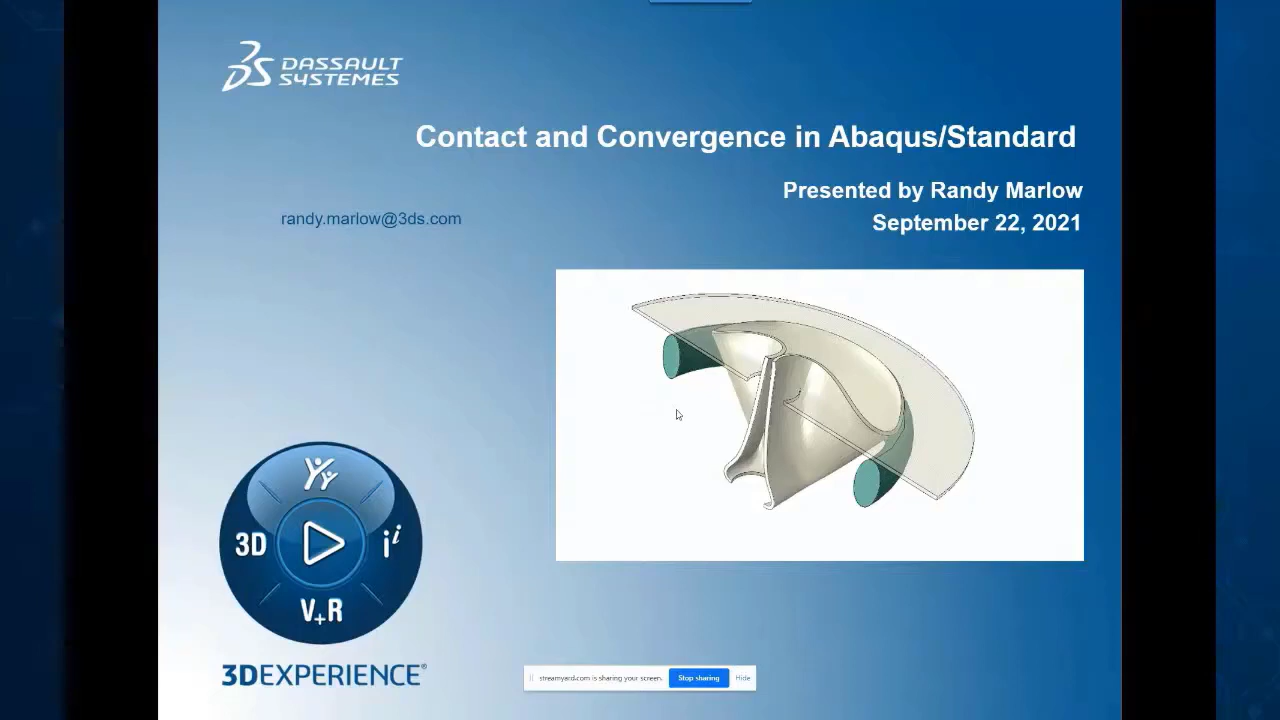 DASSAULT
SYSTEMES
Contact and Convergence in Abaqus/Standard
Presented by Randy Marlow
randy.marlow@3ds.com
September 22, 2021
3D
i i
V+R
3DEXPERIENCE®
streamyard.com is sharing your screen.
Stop sharing
Hide